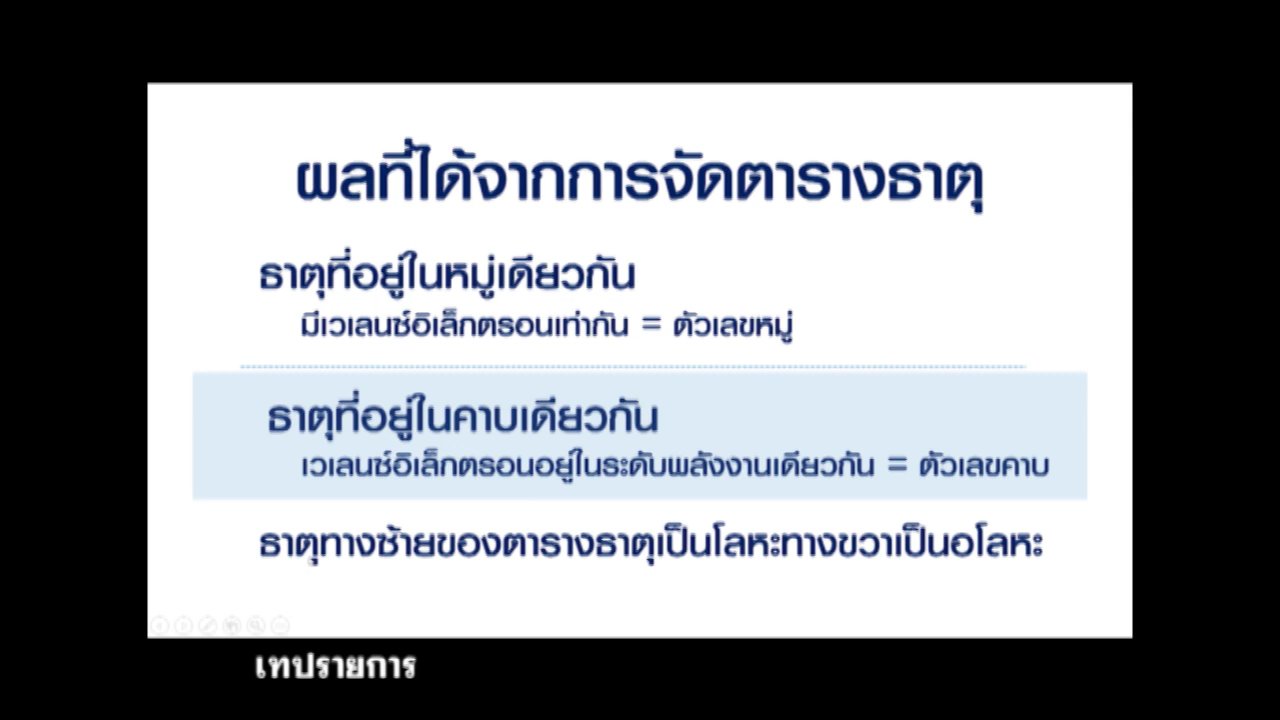 ผลที่ได้จากการจัดตารางธาตุ
ธาตุที่อยู่ในหมู่เดียวกัน
มีเวเลนซ์อิเล็กตรอนเท่ากัน = ตัวเลขหมู่
ธาตุที่อยู่ในคาบเดียวกัน
เวเลนซ์อิเล็กตรอนอยู่ในระดับพลังงานเดียวกัน = ตัวเลขคาบ
ธาตุทางซ้ายของตารางธาตุเป็นโลหะทางขวาเป็นอโลหะ
เทปรายการ